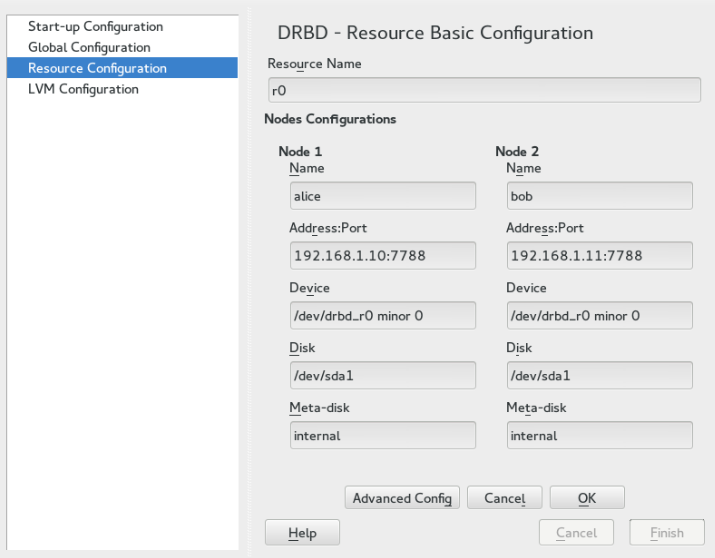 Start-up Configuration
Global Configuration
Resource Configuration
LVM Configuration
DRBD - Resource Basic Configuration
Resource Name
r0
Nodes Configurations
Node 1
Name
alice
Address:Port
192.168.1.10:7788
Device
/dev/drbd_r0 minor 0
Disk
/dev/sda1
Meta-disk
internal
Node 2
Name
bob
Address:Port
192.168.1.11:7788
Device
/dev/drbd_r0 minor 0
Disk
/dev/sda1
Meta-disk
internal
Advanced Config Cancel OK
Help Cancel Finish